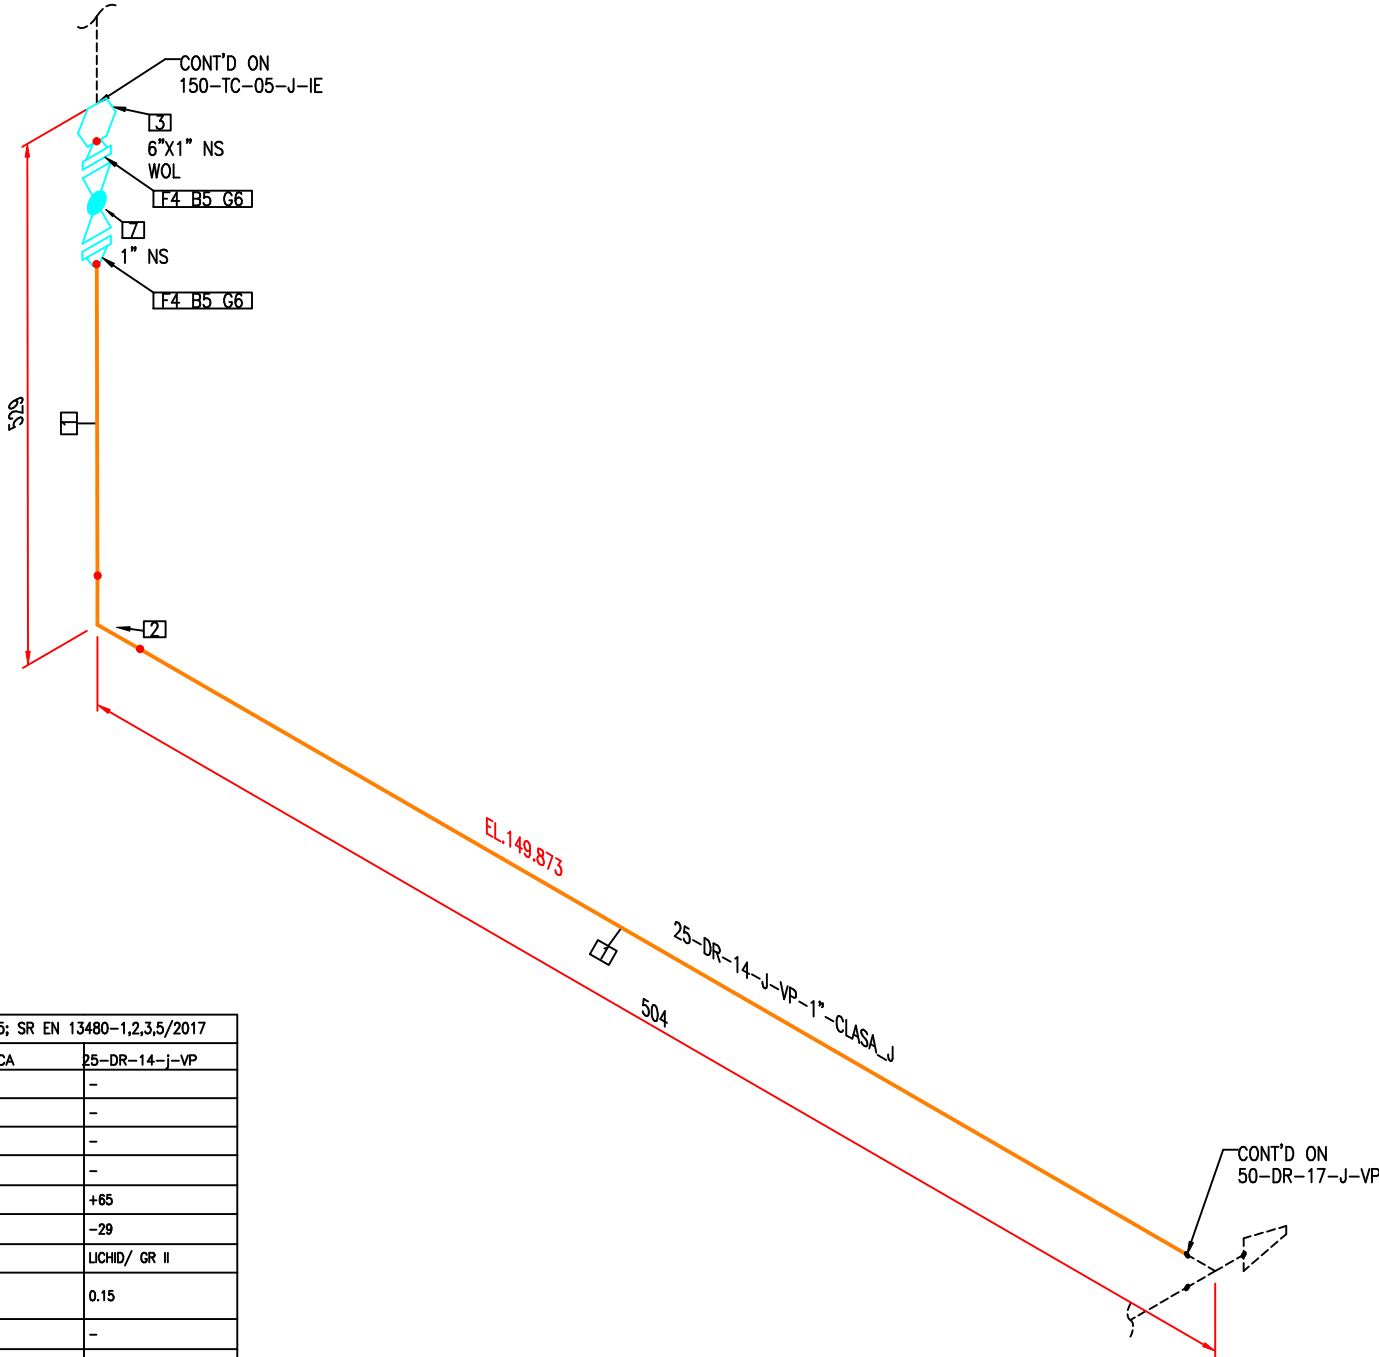 CONT'D ON
150-TC-05-J-IE
3
6"X1" NS
WOL
F4 B5 G6
7
1" NS
F4 B5 G6
529
1
2
EL.149.873
1
25-DR-14-J-VP-1"-CLASA_J
504
CONT'D ON
50-DR-17-J-VP
5; SR EN 13480-1,2,3,5/2017
CA 25-DR-14-j-VP
-
-
-
-
+65
-29
LICHID/ GR II
0.15
-